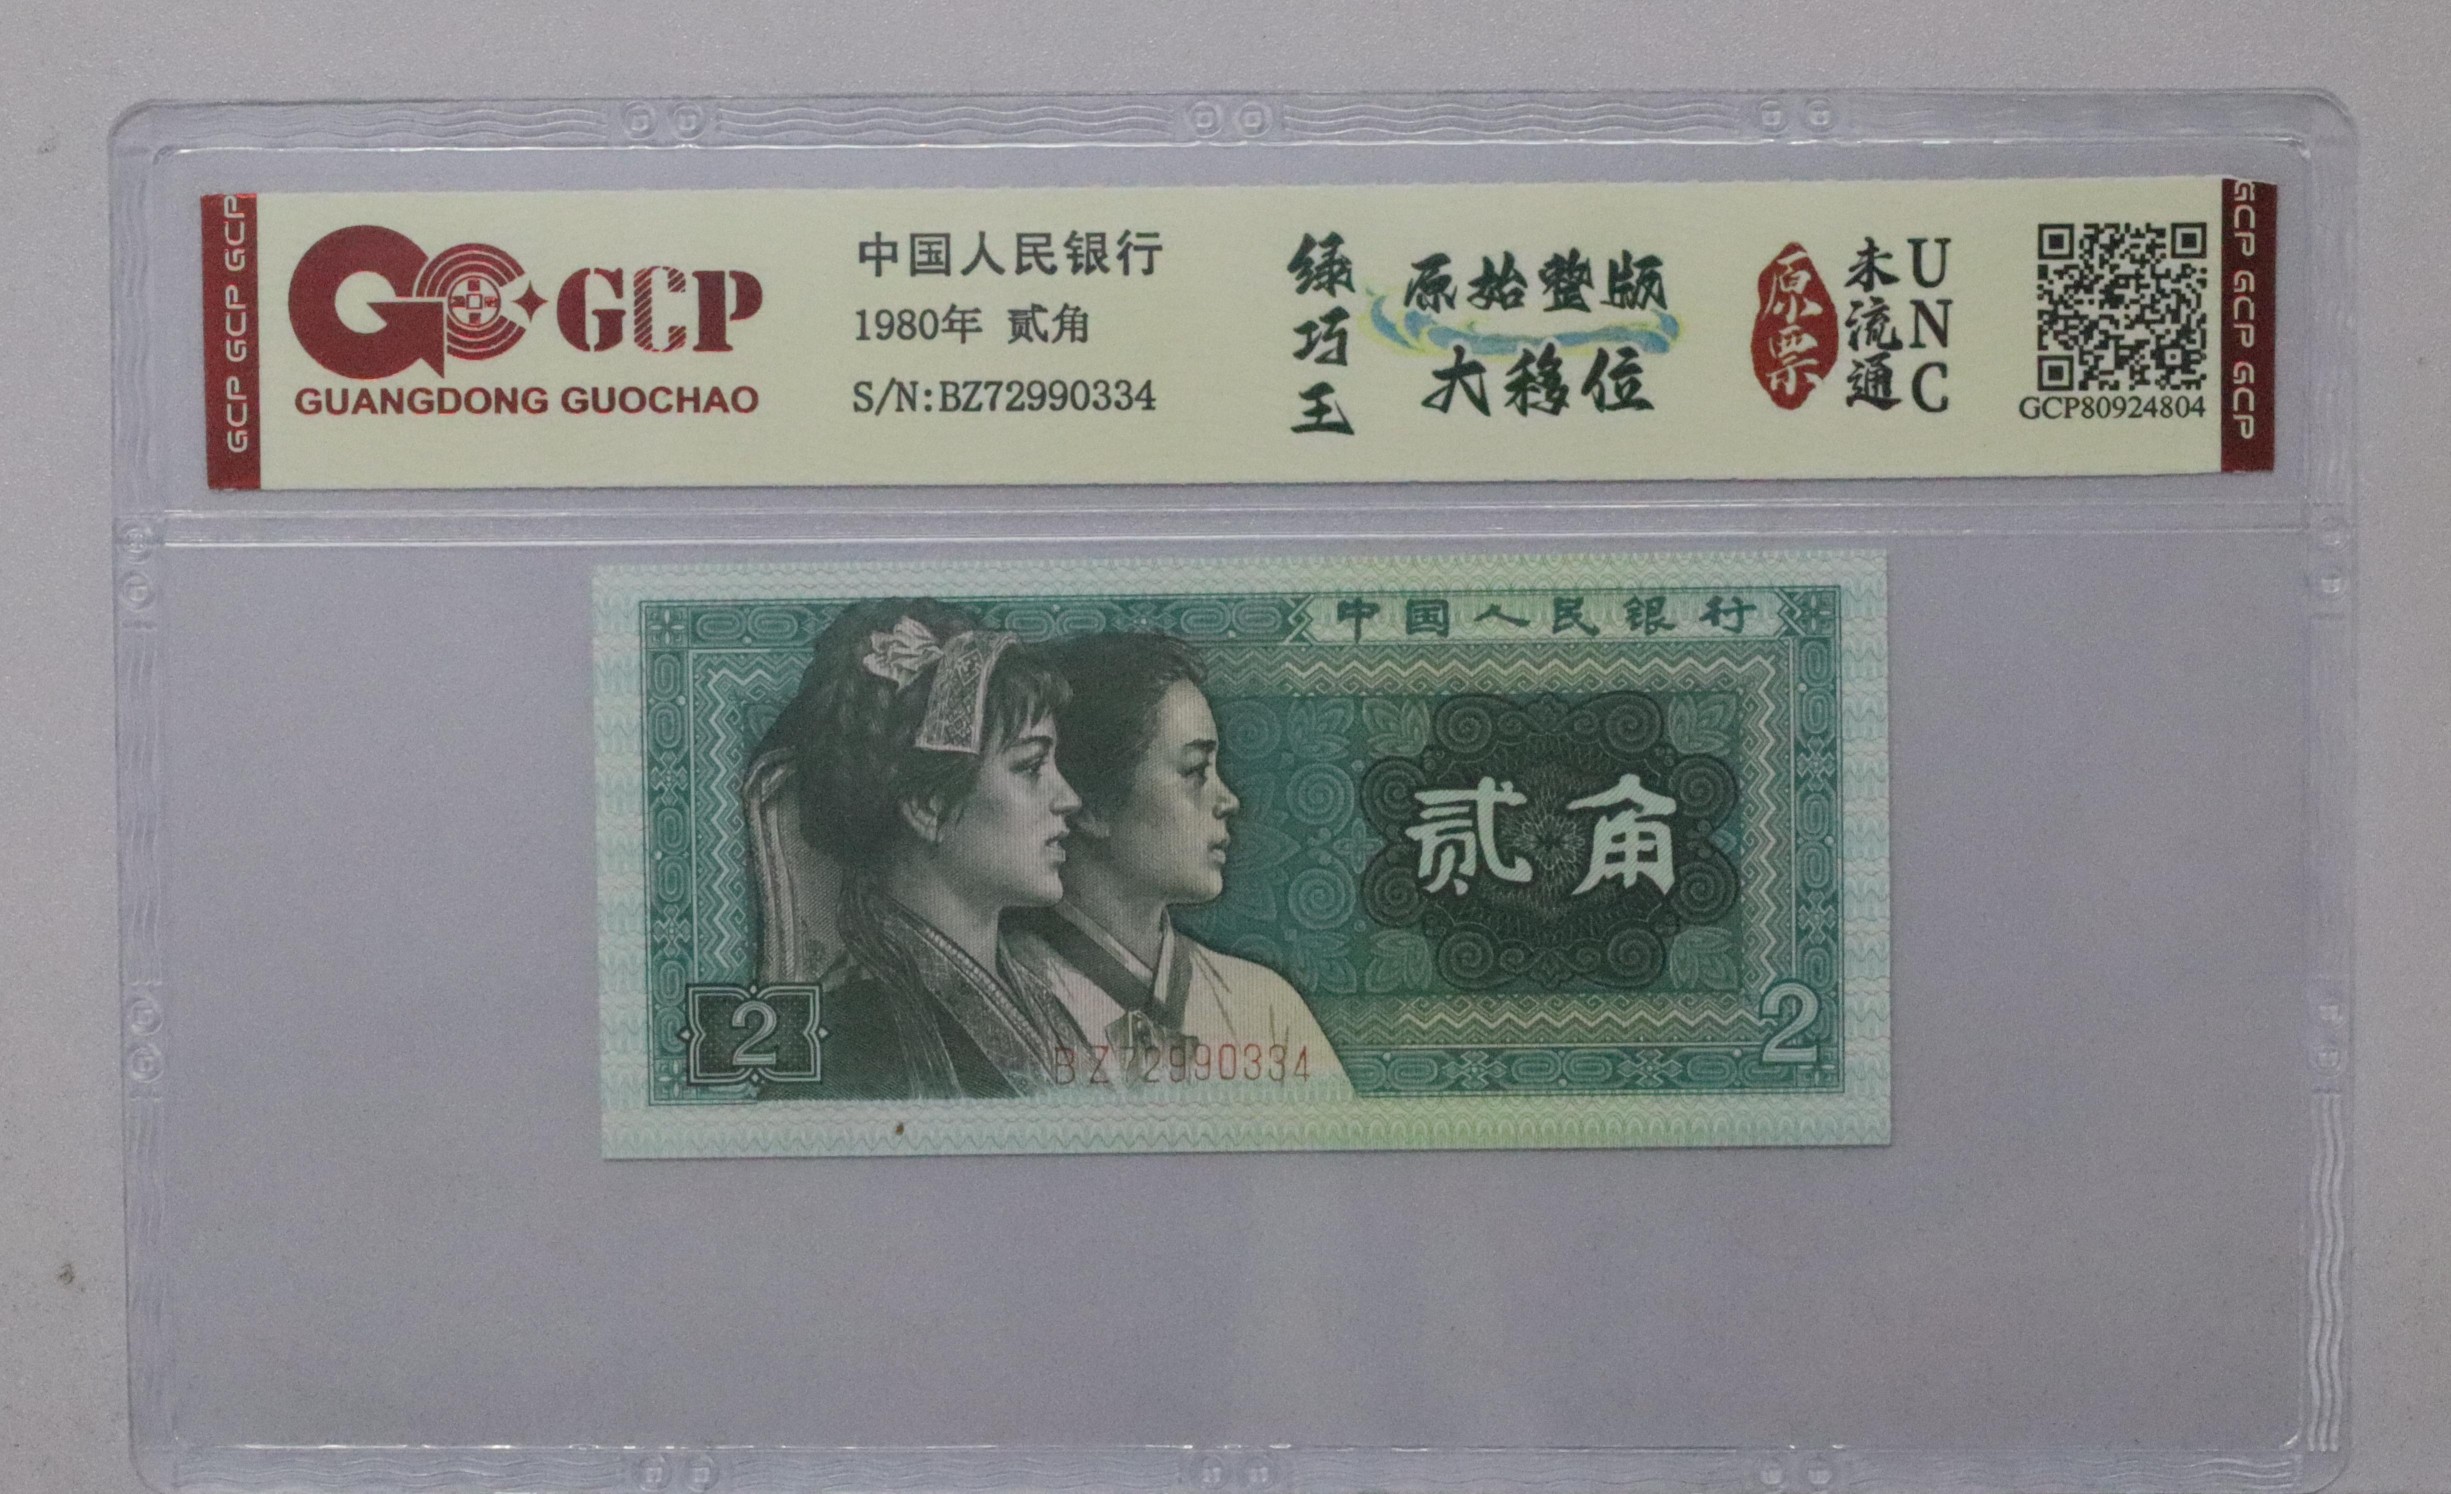 GCP GCP GCP
GCP
GUANGDONG GUOCHAO
中国人民银行
1980年 贰角
S/N:BZ72990334
绿巧王
原始整版
大移位
原票
未流通
UNC
GCP80924804
GCP GCP GCP
中国人民银行
贰角
2
2
BZ72990334